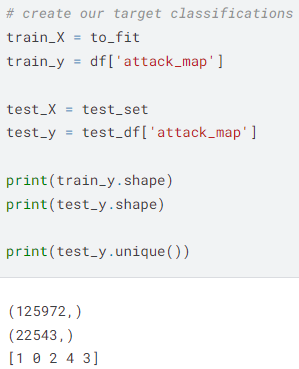 # create our target classifications
train_X = to_fit
train_y = df['attack_map']
test_X = test_set
test_y = test_df['attack_map']
print(train_y.shape)
print(test_y.shape)
print(test_y.unique())
(125972,)
(22543,)
[1 0 2 4 3]